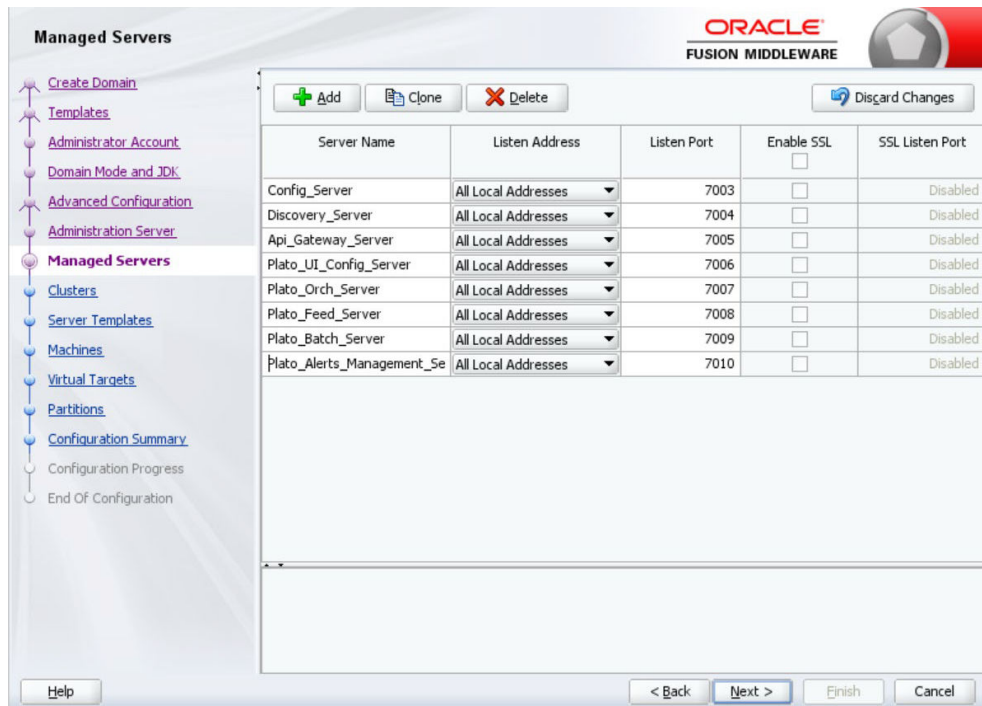 Managed Servers
ORACLE
FUSION MIDDLEWARE
Create Domain
Templates
Administrator Account
Domain Mode and JDK
Advanced Configuration
Administration Server
Managed Servers
Clusters
Server Templates
Machines
Virtual Targets
Partitions
Configuration Summary
Configuration Progress
End Of Configuration
Add Clone Delete Discard Changes
Server Name Listen Address Listen Port Enable SSL SSL Listen Port
Config_Server All Local Addresses 7003 Disabled
Discovery_Server All Local Addresses 7004 Disabled
Api_Gateway_Server All Local Addresses 7005 Disabled
Plato_UI_Config_Server All Local Addresses 7006 Disabled
Plato_Orch_Server All Local Addresses 7007 Disabled
Plato_Feed_Server All Local Addresses 7008 Disabled
Plato_Batch_Server All Local Addresses 7009 Disabled
Plato_Alerts_Management_Se All Local Addresses 7010 Disabled
Help < Back Next > Finish Cancel